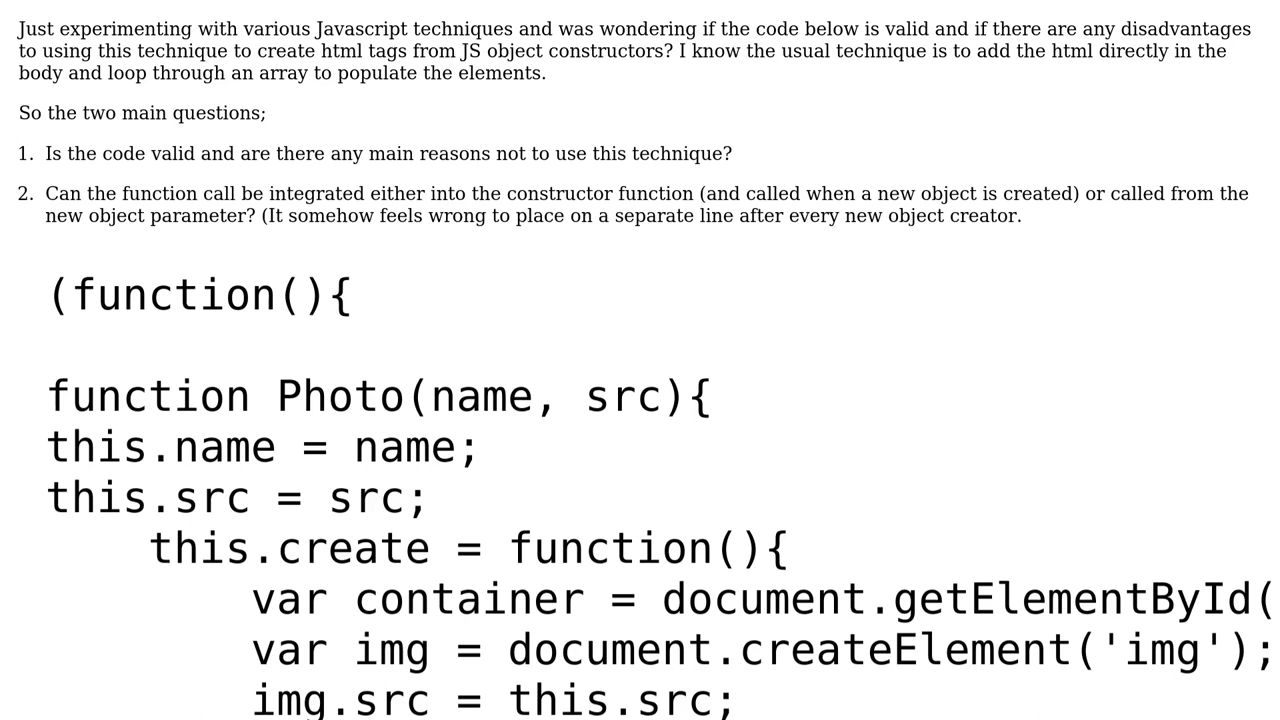 Just experimenting with various Javascript techniques and was wondering if the code below is valid and if there are any disadvantages
to using this technique to create html tags from JS object constructors? I know the usual technique is to add the html directly in the
body and loop through an array to populate the elements.
So the two main questions;
1. Is the code valid and are there any main reasons not to use this technique?
2. Can the function call be integrated either into the constructor function (and called when a new object is created) or called from the
new object parameter? (It somehow feels wrong to place on a separate line after every new object creator.
(function(){
function Photo(name, src){
this.name = name;
this.src = src;
    this.create = function(){
        var container = document.getElementById(
        var img = document.createElement('img');
        img.src = this.src;